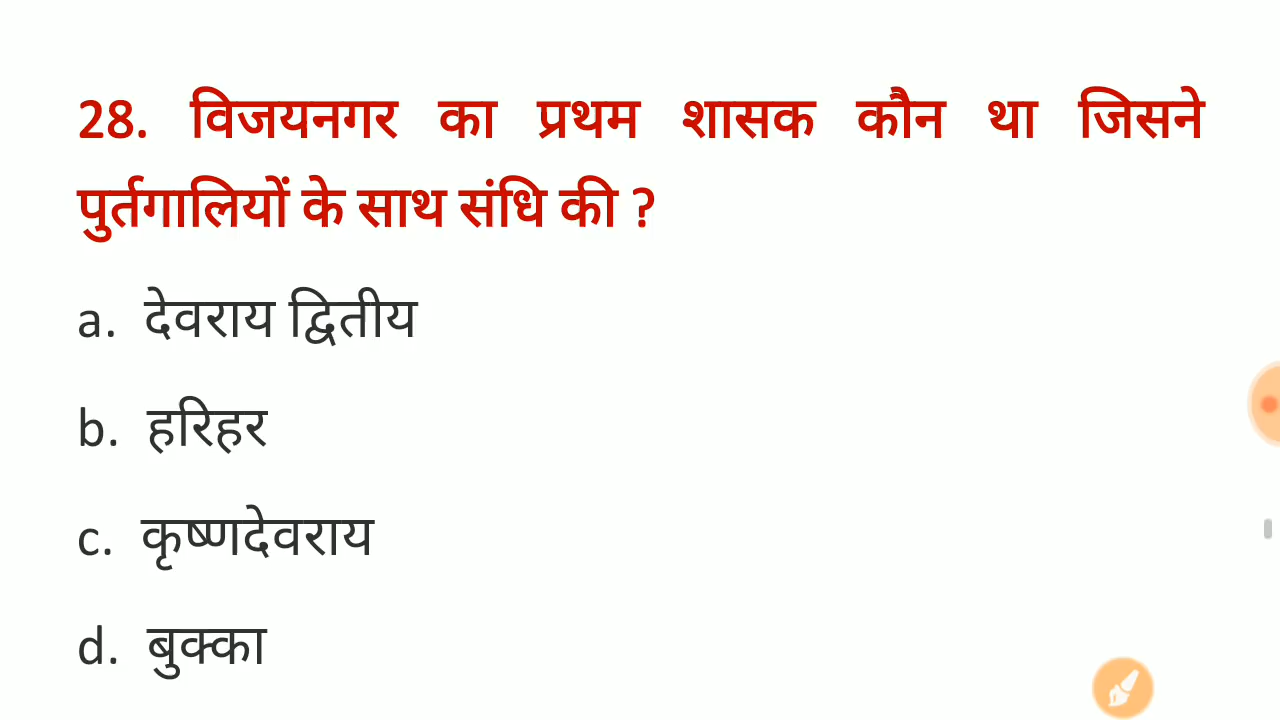 28. विजयनगर का प्रथम शासक कौन था जिसने
पुर्तगालियों के साथ संधि की ?
a. देवराय द्वितीय
b. हरिहर
c. कृष्णदेवराय
d. बुक्का